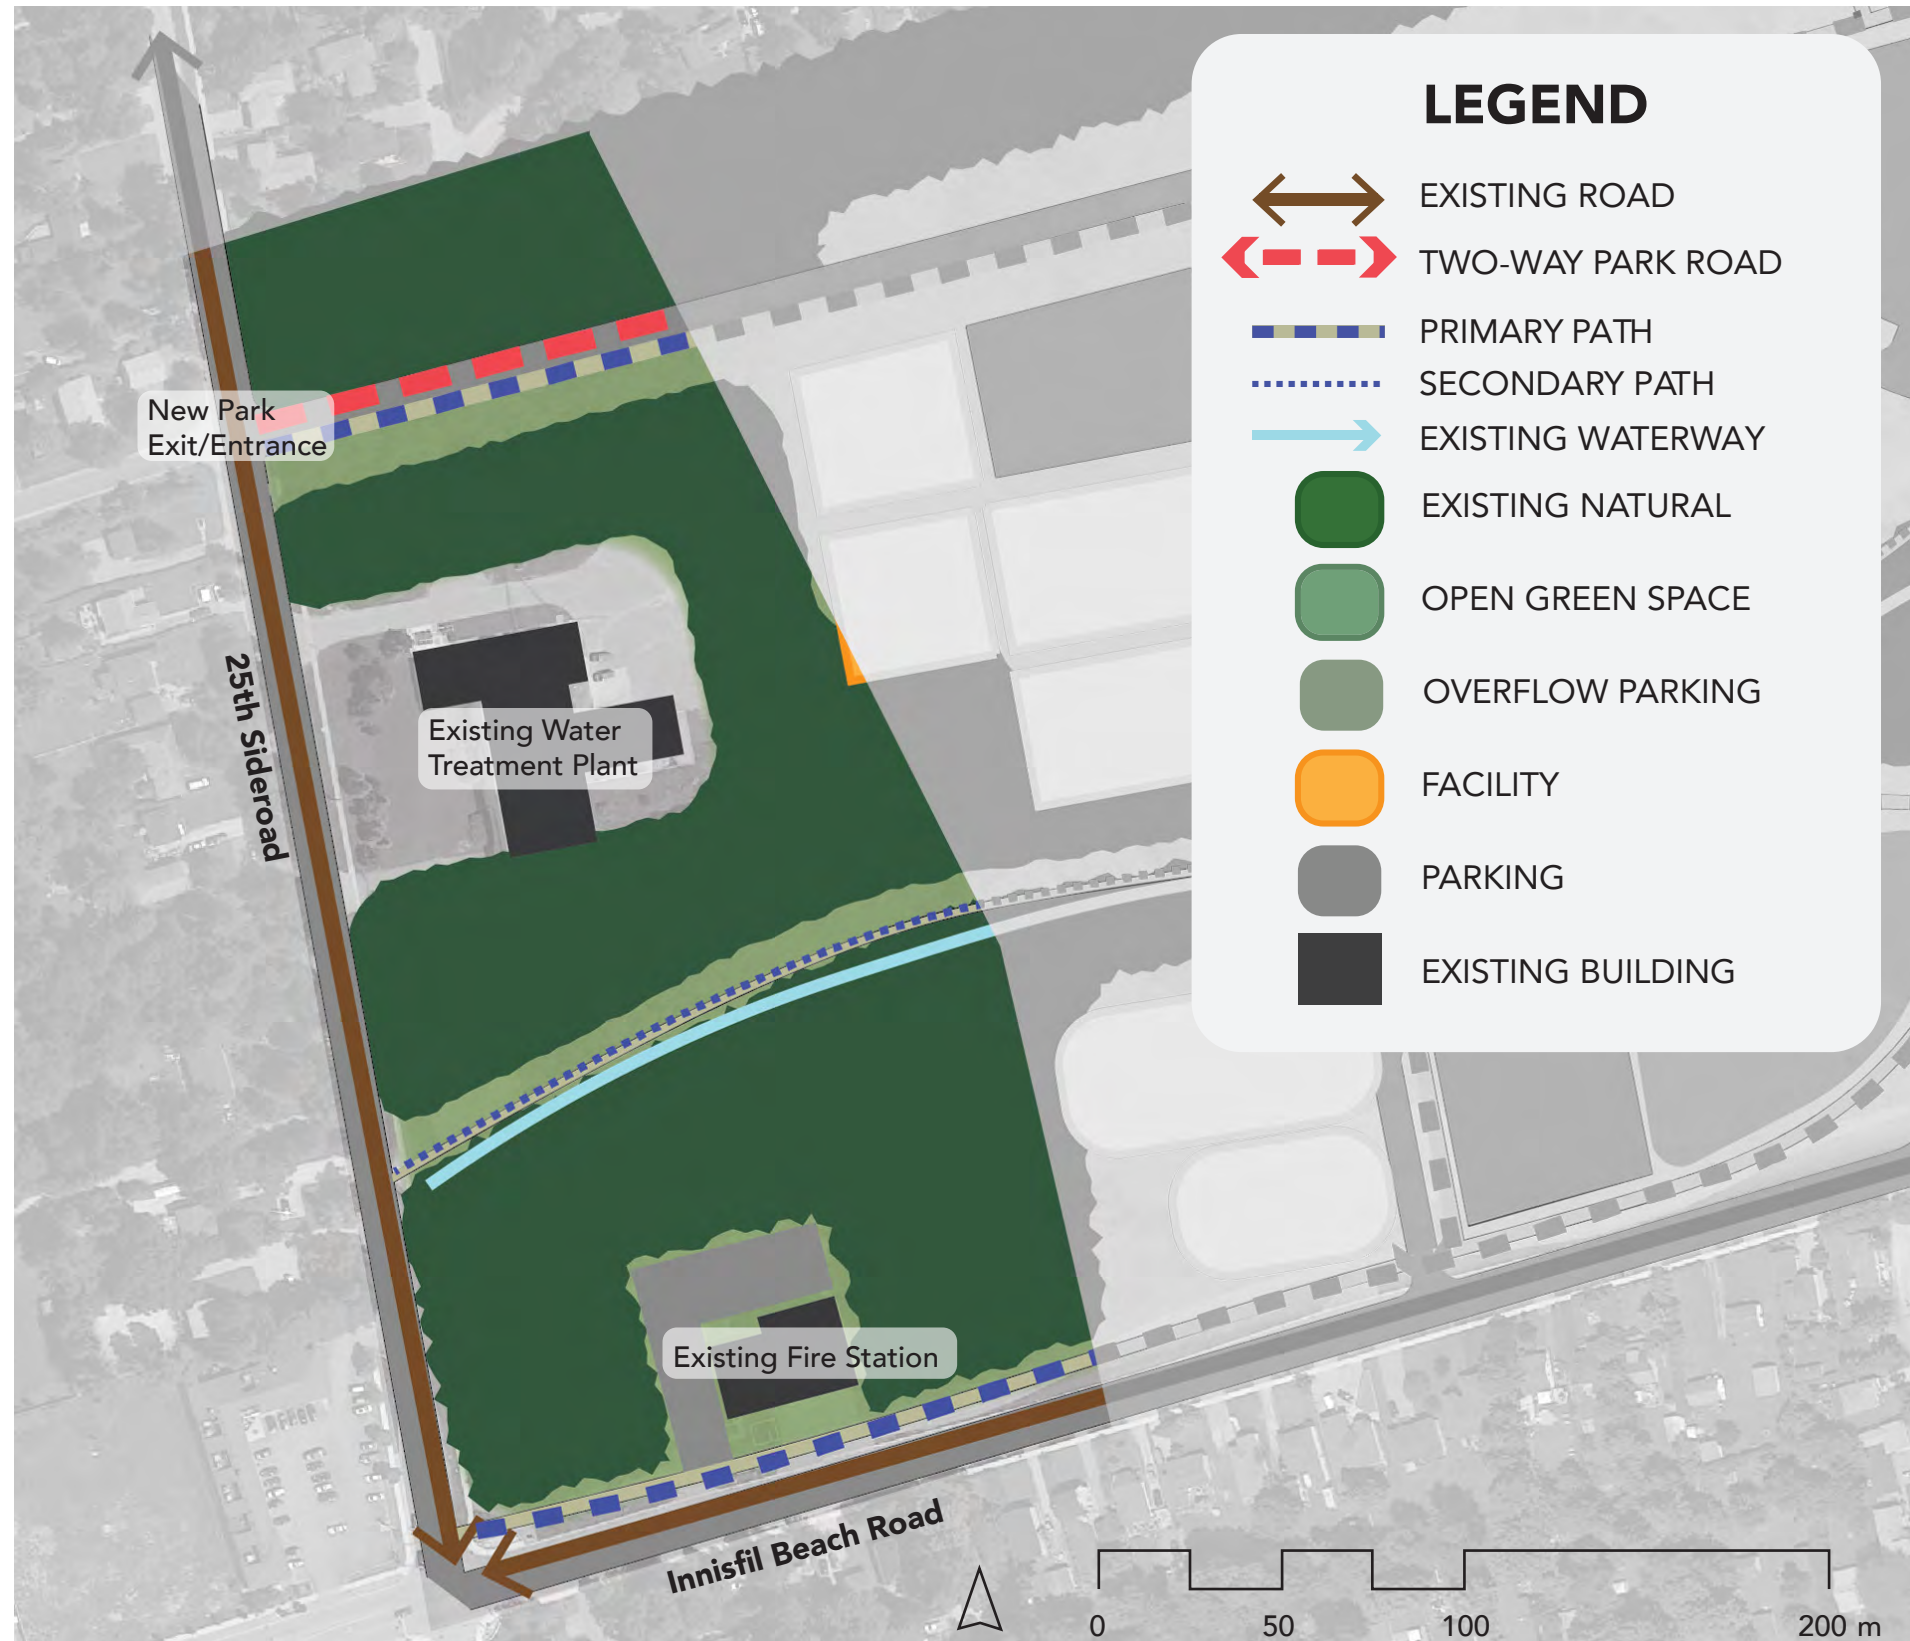 LEGEND
EXISTING ROAD
TWO-WAY PARK ROAD
PRIMARY PATH
SECONDARY PATH
EXISTING WATERWAY
EXISTING NATURAL
OPEN GREEN SPACE
OVERFLOW PARKING
FACILITY
PARKING
EXISTING BUILDING
New Park
Exit/Entrance
25th Sideroad
Existing Water
Treatment Plant
Existing Fire Station
Innisfil Beach Road
0 50 100 200 m